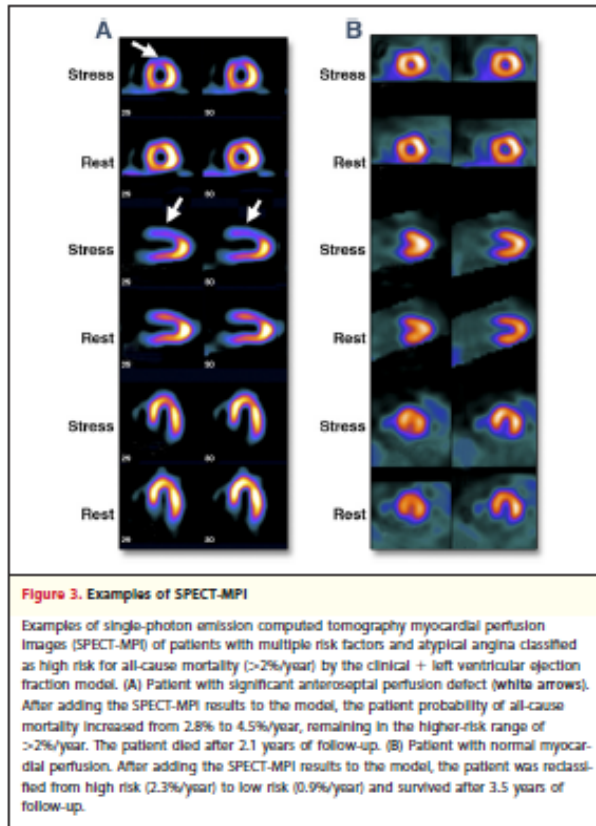 A B
Stress
Rest
Stress
Rest
Stress
Rest
Figure 3. Examples of SPECT-MPI
Examples of single-photon emission computed tomography myocardial perfusion
images (SPECT-MPI) of patients with multiple risk factors and atypical angina classified
as high risk for all-cause mortality (>2%/year) by the clinical + left ventricular ejection
fraction model. (A) Patient with significant anteroseptal perfusion defect (white arrows).
After adding the SPECT-MPI results to the model, the patient probability of all-cause
mortality increased from 2.8% to 4.5%/year, remaining in the higher-risk range of
>2%/year. The patient died after 2.1 years of follow-up. (B) Patient with normal myocar-
dial perfusion. After adding the SPECT-MPI results to the model, the patient was reclassi-
fied from high risk (2.3%/year) to low risk (0.9%/year) and survived after 3.5 years of
follow-up.